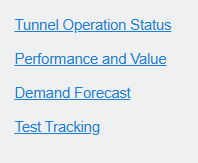 Tunnel Operation Status
Performance and Value
Demand Forecast
Test Tracking